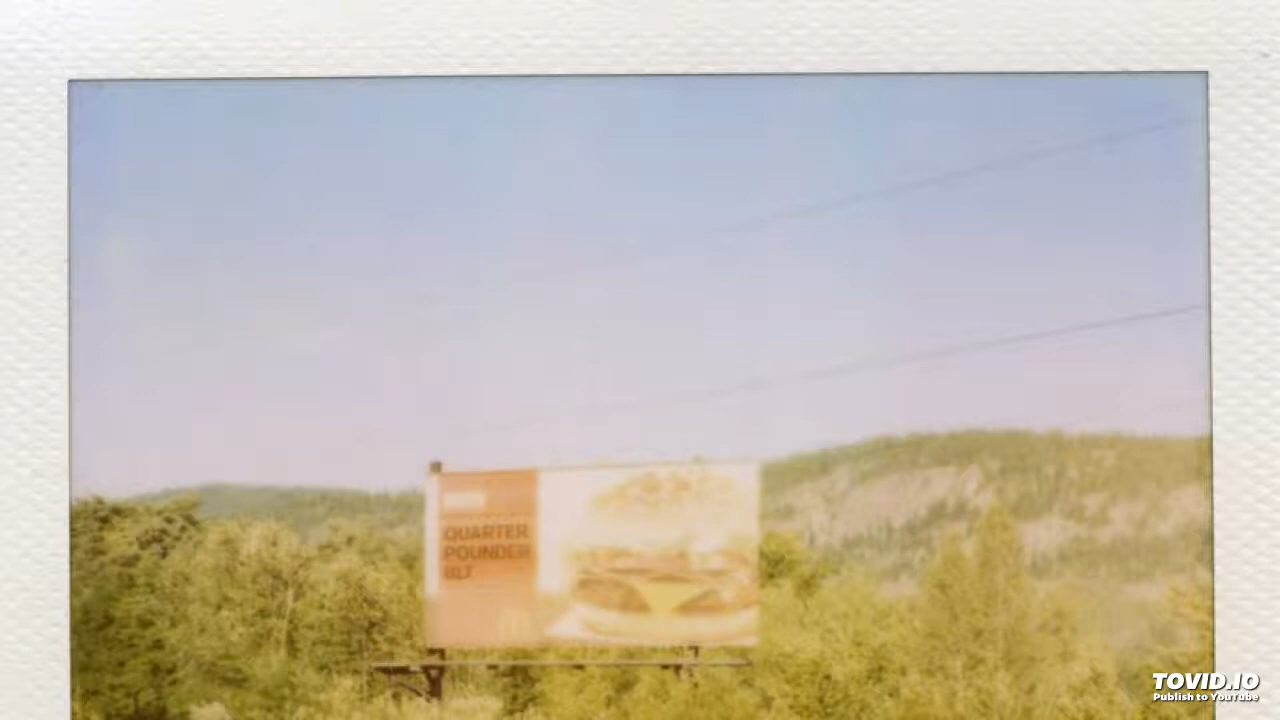 QUARTER
POUNDER
BLT
TOVID.IO
Publish to YouTube